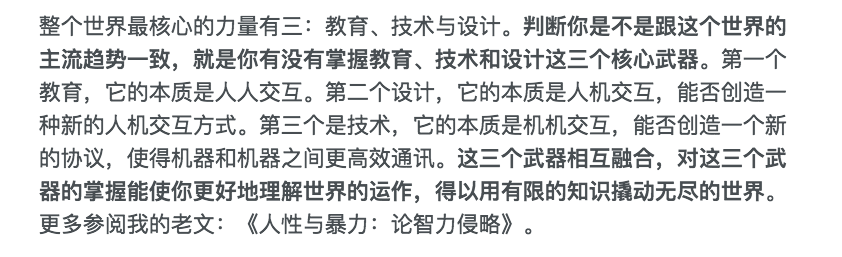 整个世界最核心的力量有三：教育、技术与设计。判断你是不是跟这个世界的
主流趋势一致，就是你有没有掌握教育、技术和设计这三个核心武器。第一个
教育，它的本质是人人交互。第二个设计，它的本质是人机交互，能否创造一
种新的人机交互方式。第三个是技术，它的本质是机机交互，能否创造一个新
的协议，使得机器和机器之间更高效通讯。这三个武器相互融合，对这三个武
器的掌握能使你更好地理解世界的运作，得以用有限的知识撬动无尽的世界。
更多参阅我的老文：《人性与暴力：论智力侵略》。